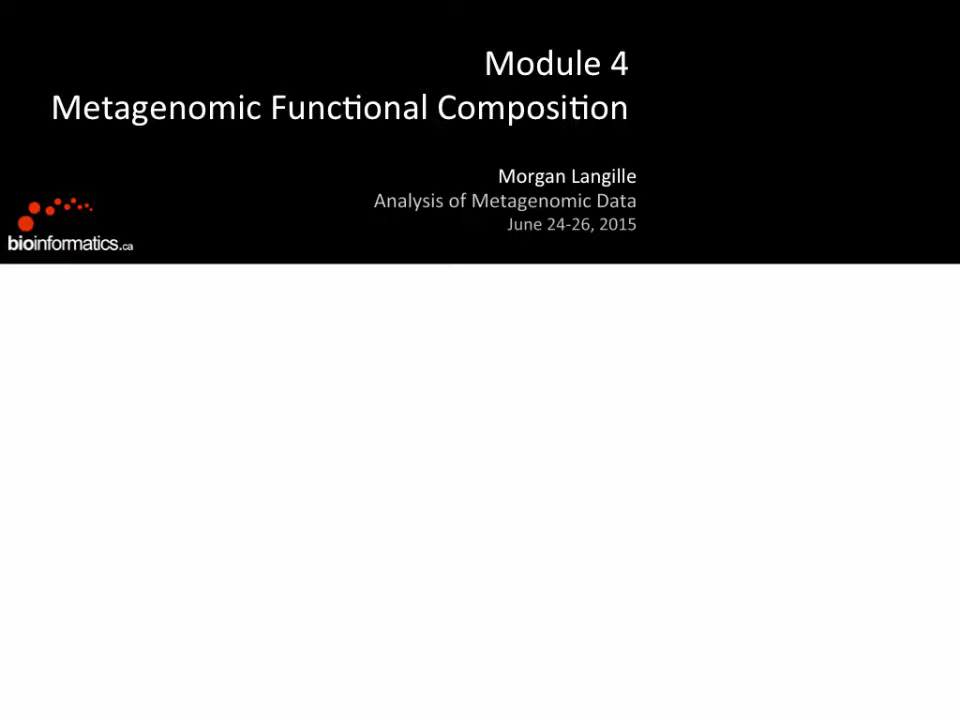 Module 4
Metagenomic Functional Composition
Morgan Langille
Analysis of Metagenomic Data
June 24-26, 2015
bioinformatics.ca